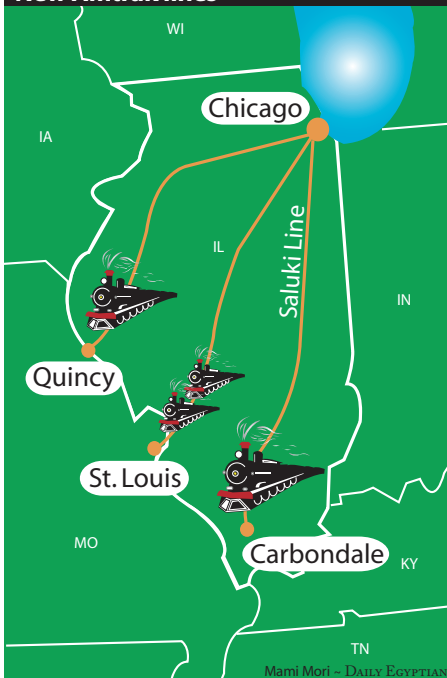 WI
Chicago
IA
IL
Saluki Line
IN
Quincy
St. Louis
MO
Carbondale
KY
TN
Mami Mori ~ DAILY EGYPTIAN